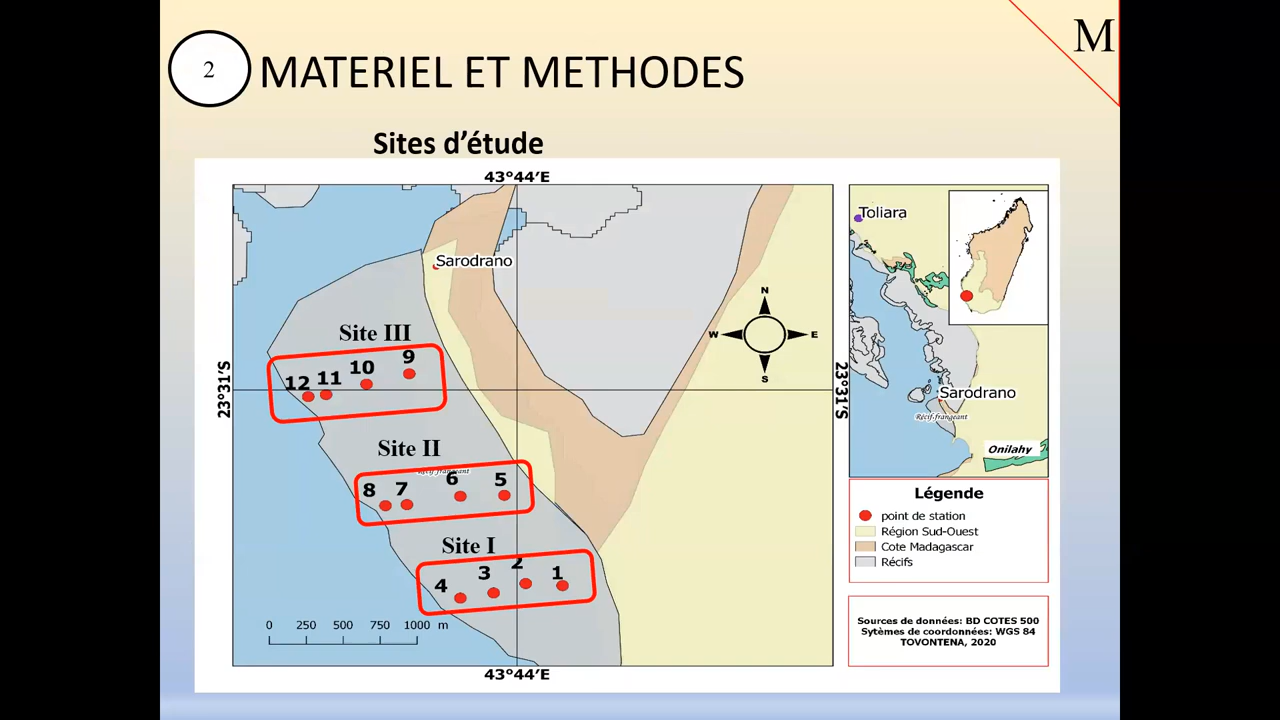 M
2
MATERIEL ET METHODES
Sites d’étude
43°44’E
Sarodrano
Site III
9
10
11
12
N
W
E
S
23°31’S
23°31’S
Site II
Récif frangeant
5
6
7
8
Site I
1
2
3
4
0 250 500 750 1000 m
43°44’E
Toliara
Sarodrano
Récif frangeant
Onilahy
Légende
point de station
Région Sud-Ouest
Cote Madagascar
Récifs
Sources de données: BD COTES 500
Sytèmes de coordonnées: WGS 84
TOVONTENA, 2020